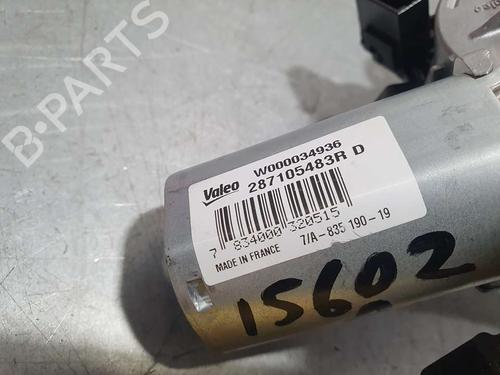 B-PARTS
W000034936
Valeo 287105483R D
7 834000 320515
MADE IN FRANCE 7/A-835 190-19
15602